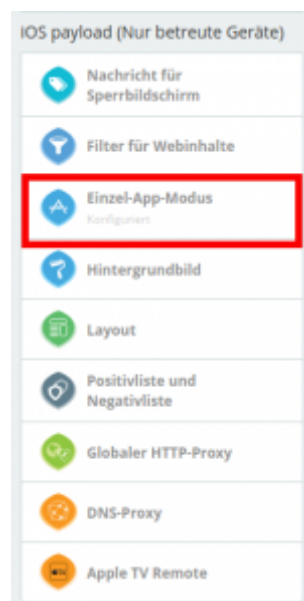 IOS payload (Nur betreute Geräte)
Nachricht für
Sperrbildschirm
Filter für Webinhalte
Einzel-App-Modus
Konfiguriert
Hintergrundbild
Layout
Positivliste und
Negativliste
Globaler HTTP-Proxy
DNS-Proxy
Apple TV Remote